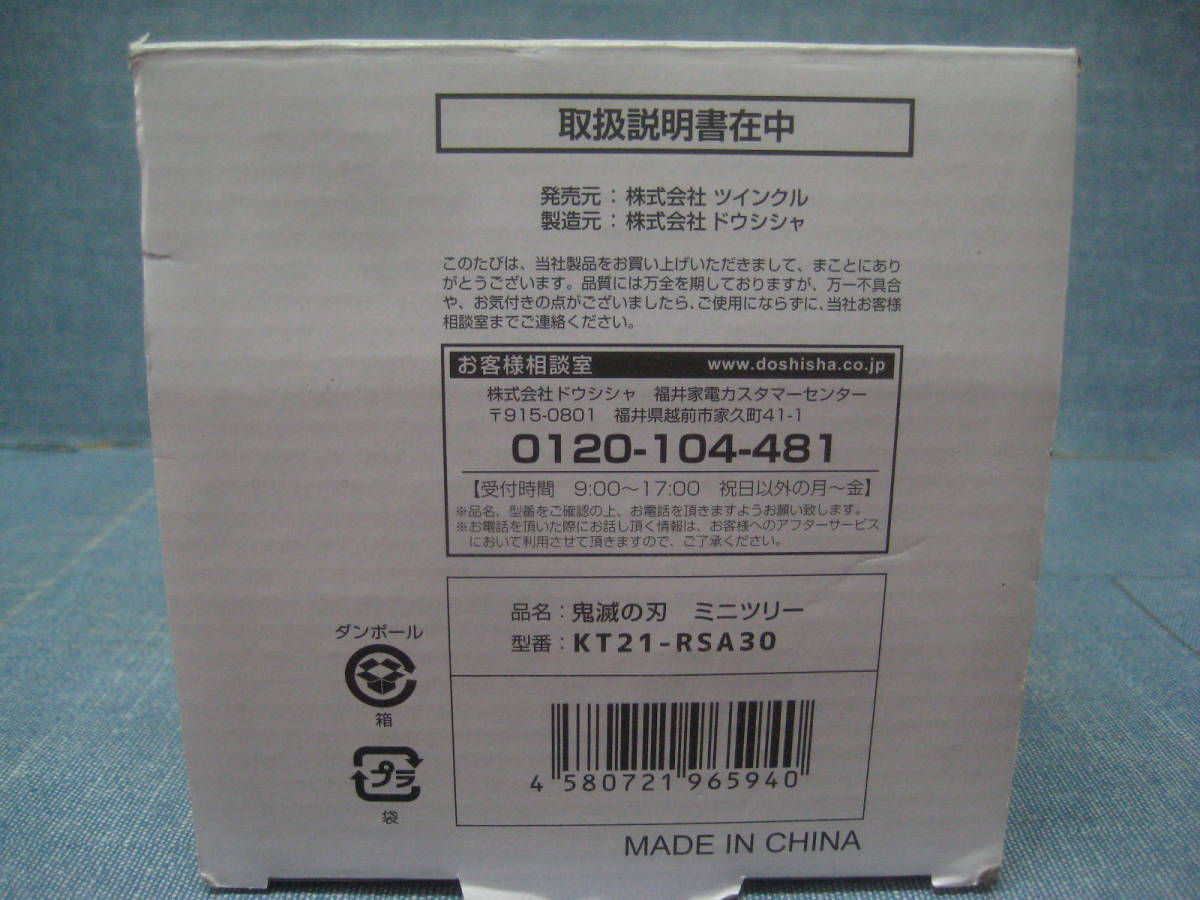 取扱説明書在中
発売元：株式会社 ツインクル
製造元：株式会社 ドウシシャ
このたびは、当社製品をお買い上げいただきまして、まことにあり
がとうございます。品質には万全を期しておりますが、万一不具合
や、お気付きの点がございましたら、ご使用にならずに、当社お客様
相談室までご連絡ください。
お客様相談室 www.doshisha.co.jp
株式会社ドウシシャ 福井家電カスタマーセンター
〒915-0801 福井県越前市家久町41-1
0120-104-481
【受付時間 9:00〜17:00 祝日以外の月〜金】
※品名、型番をご確認の上、お電話を頂きますようお願い致します。
※お電話を頂いた際にお話し頂く情報は、お客様へのアフターサービス
において利用させて頂きますので、ご了承ください。
品名：鬼滅の刃 ミニツリー
型番：KT21-RSA30
ダンボール
箱
プラ
袋
4 580721 965940
MADE IN CHINA